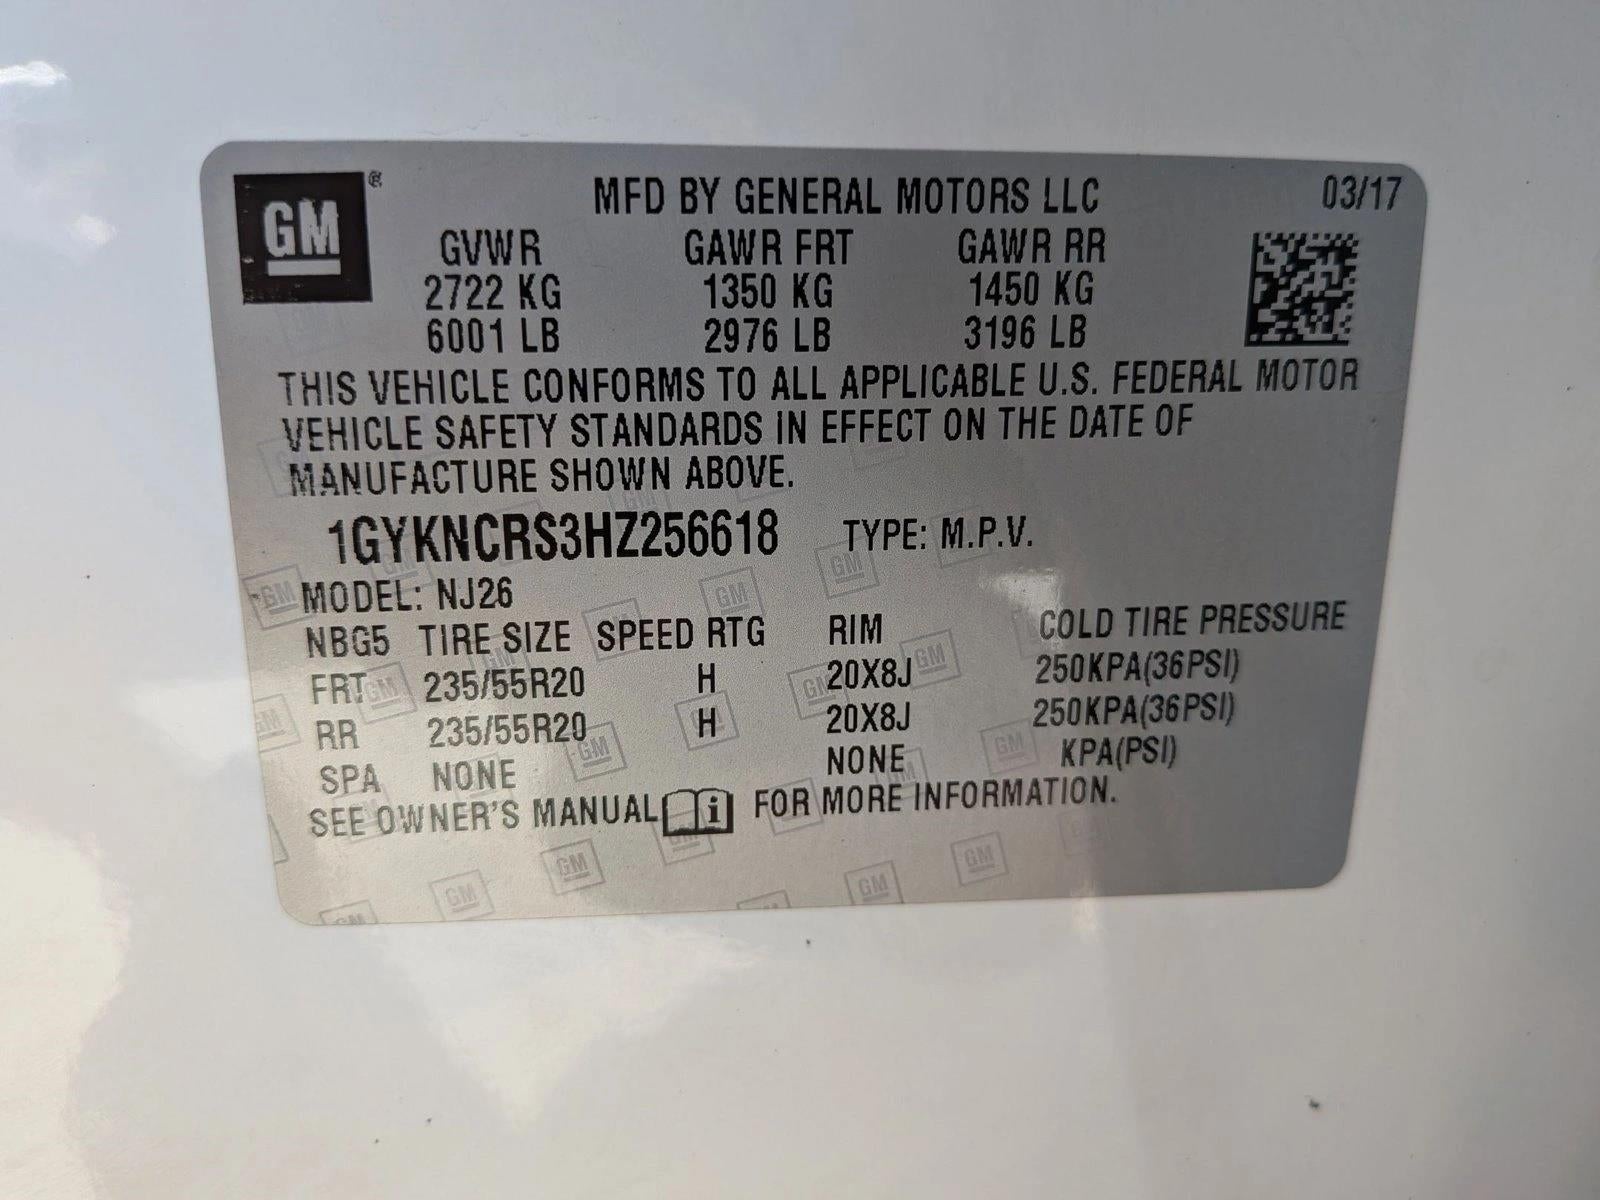 GM ® MFD BY GENERAL MOTORS LLC 03/17
GVWR GAWR FRT GAWR RR
2722 KG 1350 KG 1450 KG
6001 LB 2976 LB 3196 LB
THIS VEHICLE CONFORMS TO ALL APPLICABLE U.S. FEDERAL MOTOR
VEHICLE SAFETY STANDARDS IN EFFECT ON THE DATE OF
MANUFACTURE SHOWN ABOVE.
1GYKNCRS3HZ256618 TYPE: M.P.V.
MODEL: NJ26
NBG5 TIRE SIZE SPEED RTG RIM COLD TIRE PRESSURE
FRT 235/55R20 H 20X8J 250KPA(36PSI)
RR 235/55R20 H 20X8J 250KPA(36PSI)
SPA NONE NONE KPA(PSI)
SEE OWNER'S MANUAL i FOR MORE INFORMATION.